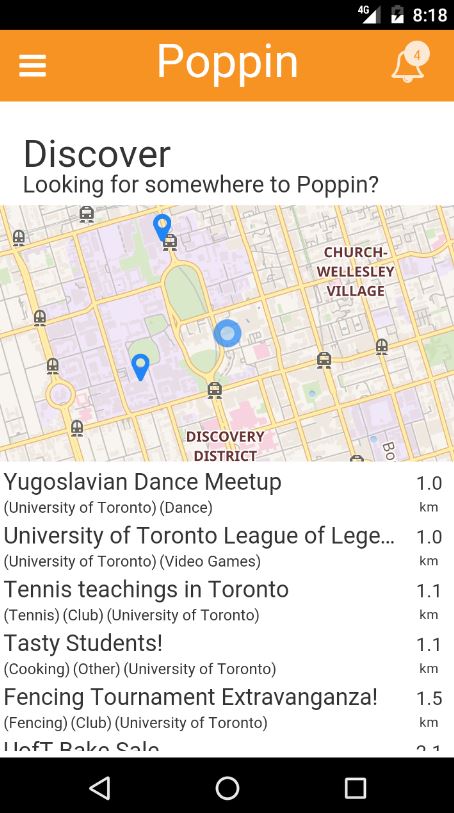 4G 8:18
Poppin
4
Discover
Looking for somewhere to Poppin?
CHURCH-
WELLESLEY
VILLAGE
DISCOVERY
DISTRICT
Yugoslavian Dance Meetup 1.0
(University of Toronto) (Dance) km
University of Toronto League of Lege... 1.0
(University of Toronto) (Video Games) km
Tennis teachings in Toronto 1.1
(Tennis) (Club) (University of Toronto) km
Tasty Students! 1.1
(Cooking) (Other) (University of Toronto) km
Fencing Tournament Extravaganza! 1.5
(Fencing) (Club) (University of Toronto) km
UofT Bake Sale 2.1